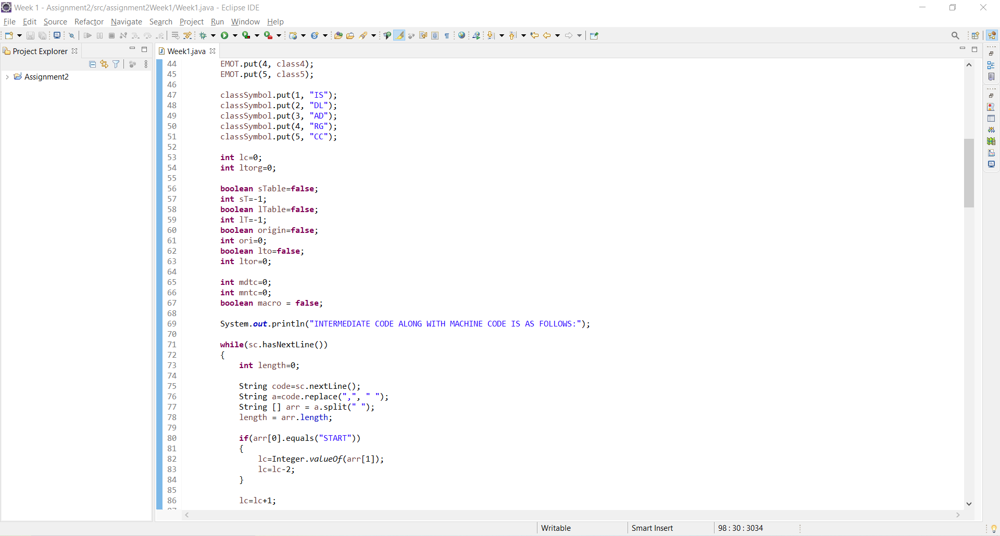 Week 1 - Assignment2/src/assignment2Week1/Week1.java - Eclipse IDE
File Edit Source Refactor Navigate Search Project Run Window Help
Project Explorer
Week1.java
Assignment2
44 EMOT.put(4, class4);
45 EMOT.put(5, class5);
46
47 classSymbol.put(1, "IS");
48 classSymbol.put(2, "DL");
49 classSymbol.put(3, "AD");
50 classSymbol.put(4, "RG");
51 classSymbol.put(5, "CC");
52
53 int lc=0;
54 int ltorg=0;
55
56 boolean sTable=false;
57 int sT=-1;
58 boolean lTable=false;
59 int lT=-1;
60 boolean origin=false;
61 int ori=0;
62 boolean lto=false;
63 int ltor=0;
64
65 int mdtc=0;
66 int mntc=0;
67 boolean macro = false;
68
69 System.out.println("INTERMEDIATE CODE ALONG WITH MACHINE CODE IS AS FOLLOWS:");
70
71 while(sc.hasNextLine())
72 {
73 int length=0;
74
75 String code=sc.nextLine();
76 String a=code.replace(",", " ");
77 String [] arr = a.split(" ");
78 length = arr.length;
79
80 if(arr[0].equals("START"))
81 {
82 lc=Integer.valueOf(arr[1]);
83 lc=lc-2;
84 }
85
86 lc=lc+1;
Writable Smart Insert 98 : 30 : 3034